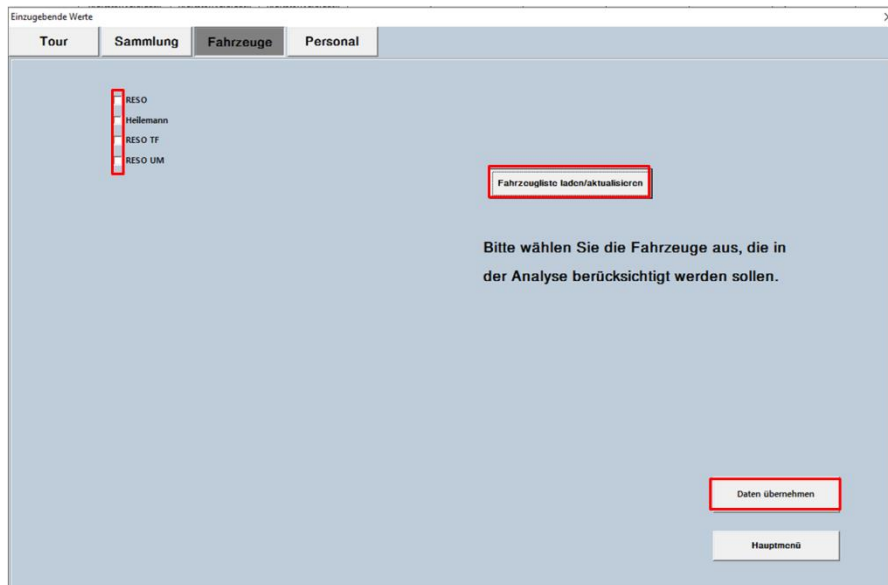 Einzugebende Werte
X
Tour
Sammlung
Fahrzeuge
Personal
RESO
Heilemann
RESO TF
RESO UM
Fahrzeugliste laden/aktualisieren
Bitte wählen Sie die Fahrzeuge aus, die in
der Analyse berücksichtigt werden sollen.
Daten übernehmen
Hauptmenü